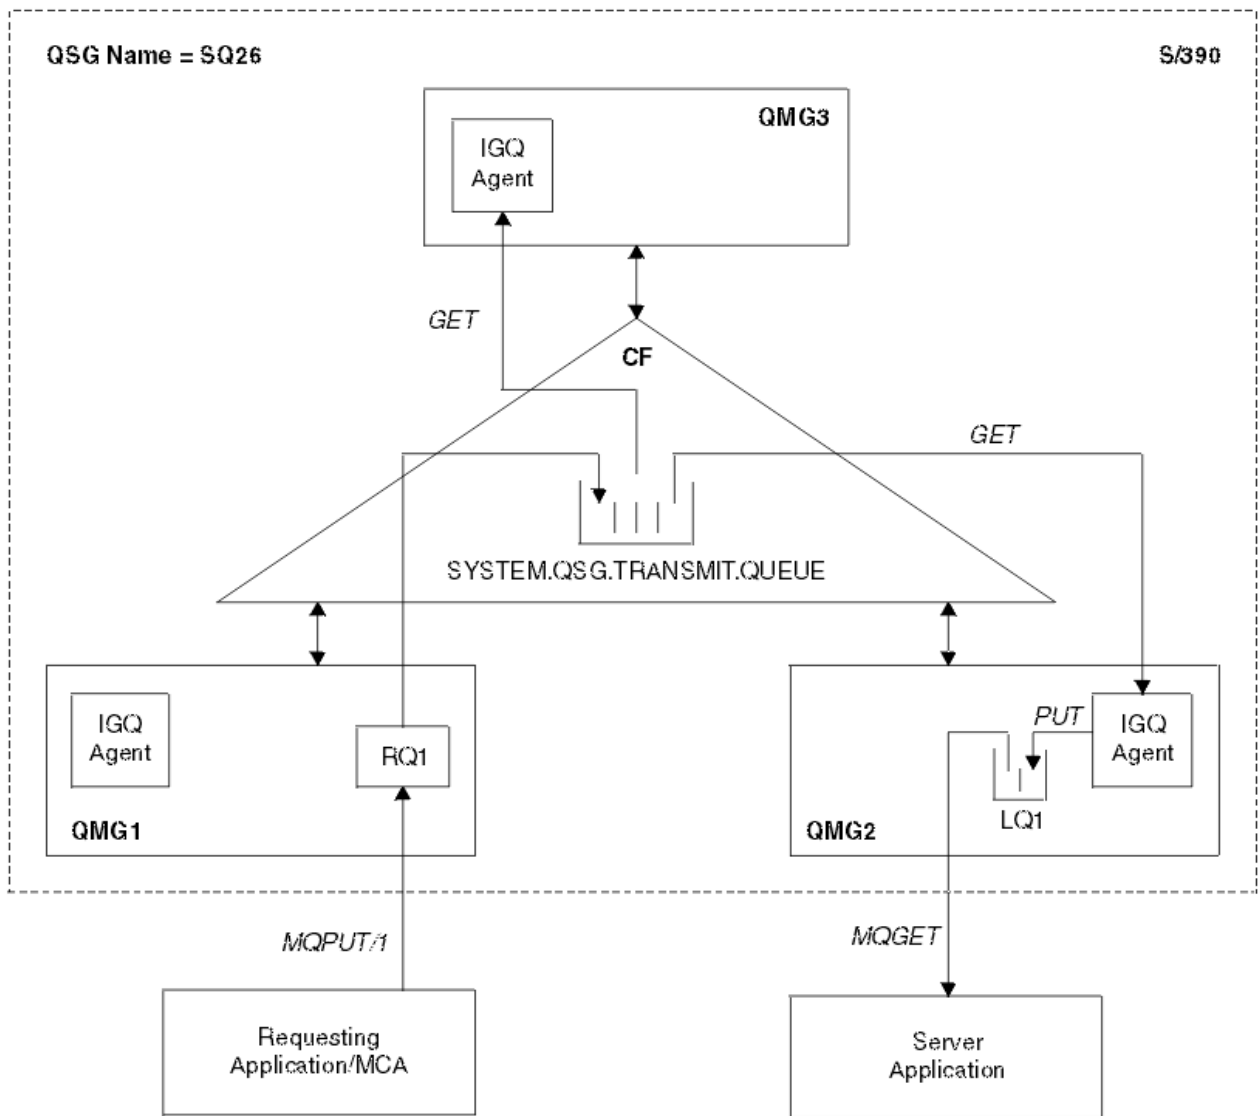 QSG Name = SQ26
S/390
QMG3
IGQ
Agent
GET
CF
GET
SYSTEM.QSG.TRANSMIT.QUEUE
IGQ
Agent
RQ1
QMG1
PUT
IGQ
Agent
LQ1
QMG2
MQPUT/1
MQGET
Requesting
Application/MCA
Server
Application